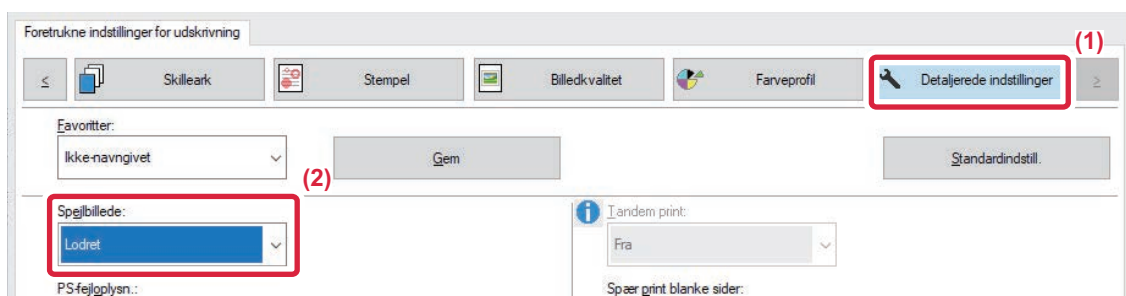 Foretrukne indstillinger for udskrivning
(1)
< Skilleark Stempel Billedkvalitet Farveprofil Detaljerede indstillinger >
Favoritter:
Ikke-navngivet Gem Standardindstill.
(2)
Spejlbillede: Tandem print:
Lodret Fra
PS-fejloplysn.: Spær print blanke sider: